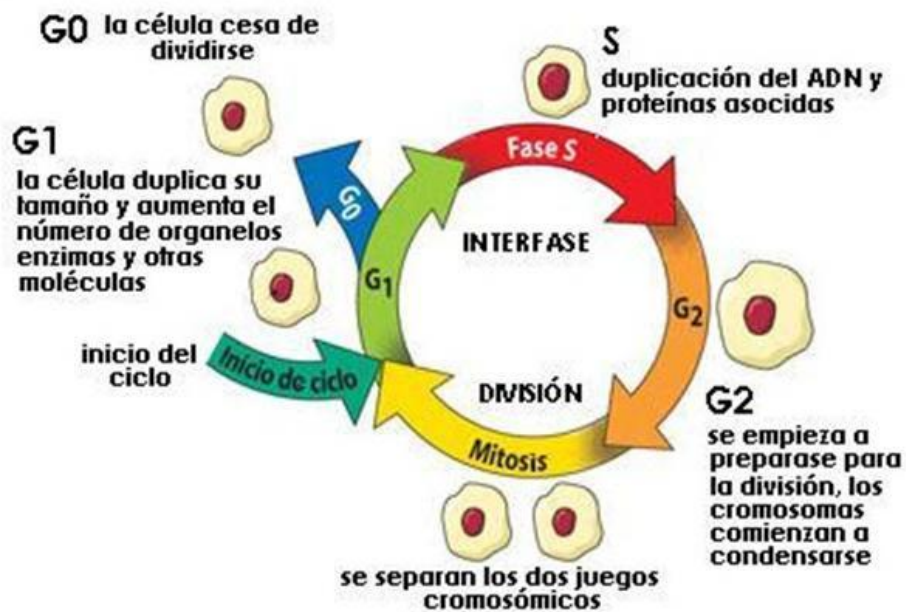 G0 la célula cesa de
dividirse
S
duplicación del ADN y
proteínas asocidas
G1
la célula duplica su
tamaño y aumenta el
número de organelos
enzimas y otras
moléculas
Fase S
G0
INTERFASE
G1
G2
inicio del
ciclo
Início de ciclo
DIVISIÓN
Mitosis
G2
se empieza a
preparase para
la división, los
cromosomas
comienzan a
condensarse
se separan los dos juegos
cromosómicos